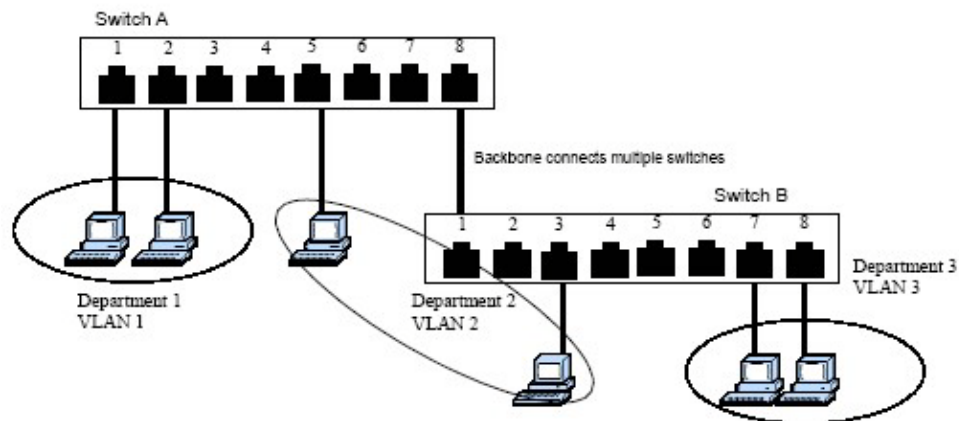 Switch A
1 2 3 4 5 6 7 8
Backbone connects multiple switches
Switch B
1 2 3 4 5 6 7 8
Department 1
VLAN 1
Department 2
VLAN 2
Department 3
VLAN 3